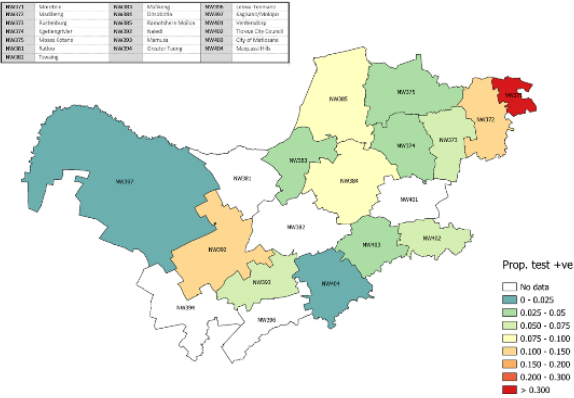 NW371 Moretele NW383 Mafikeng NW396 Lekwa-Teemane
NW372 Madibeng NW384 Ditsobotla NW397 Kagisano/Molopo
NW373 Rustenburg NW385 Ramotshere Moiloa NW401 Ventersdorp
NW374 Kgetlengrivier NW392 Naledi NW402 Tlokwe City Council
NW375 Moses Kotane NW393 Mamusa NW403 City of Matlosana
NW381 Ratlou NW394 Greater Taung NW404 Maquassi Hills
NW382 Tswaing
NW385
NW375
NW372
NW374
NW373
NW383
NW397
NW381
NW384
NW401
NW382
NW392
NW403
NW402
NW393
NW404
NW394
NW396
Prop. test +ve
No data
0 - 0.025
0.025 - 0.05
0.050 - 0.075
0.075 - 0.100
0.100 - 0.150
0.150 - 0.200
0.200 - 0.300
> 0.300